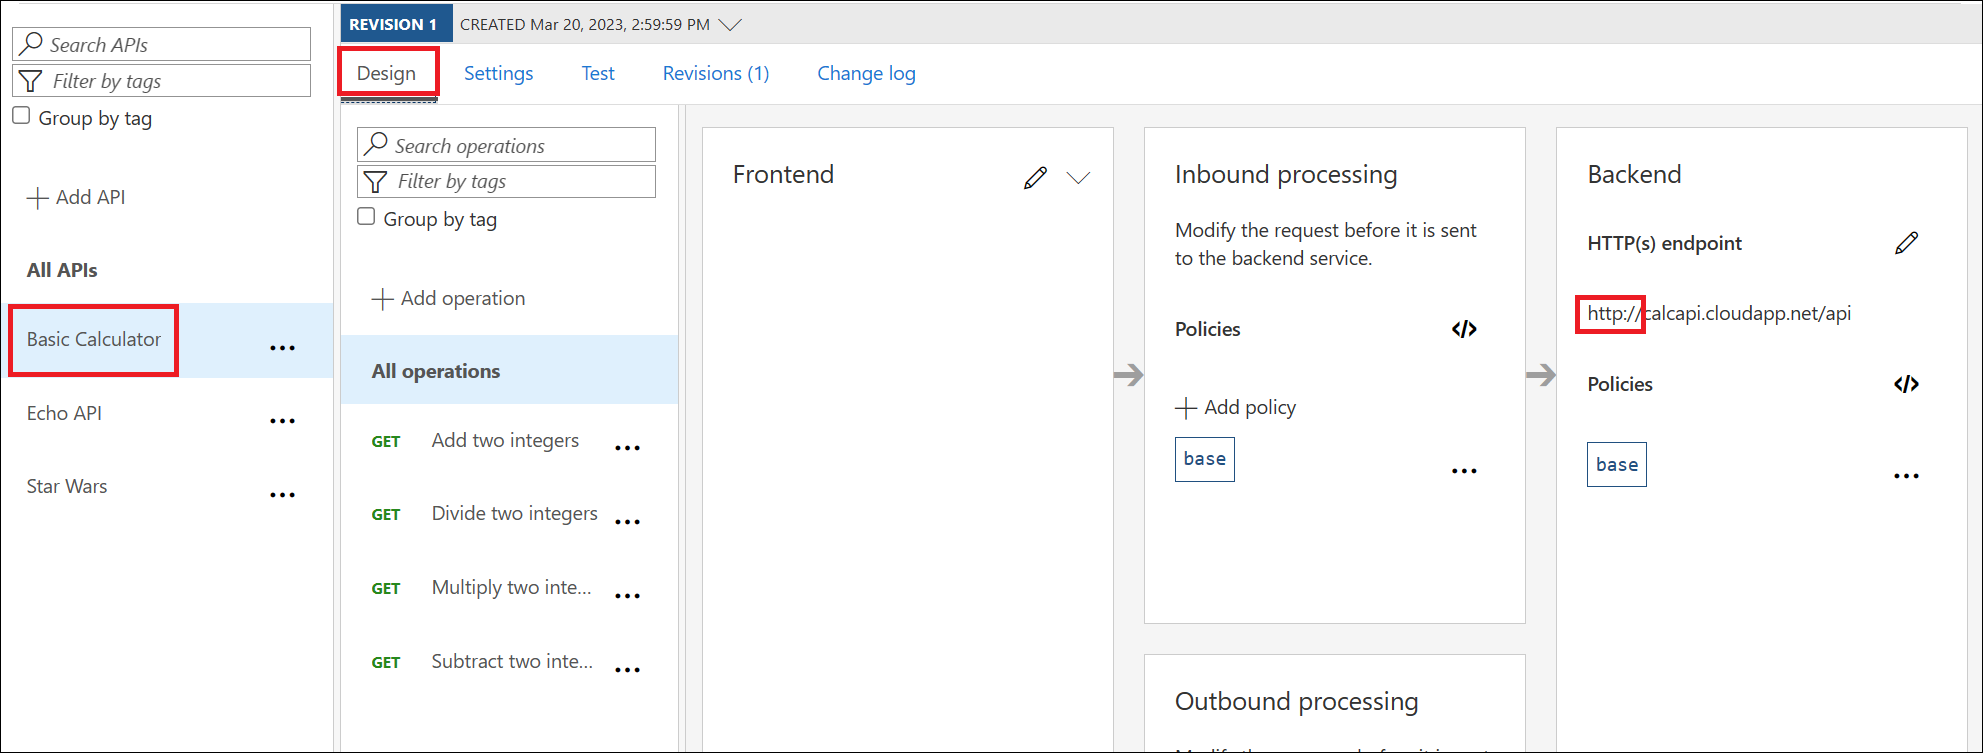 REVISION 1 CREATED Mar 20, 2023, 2:59:59 PM
Search APIs
Filter by tags
Group by tag
Add API
All APIs
Basic Calculator
Echo API
Star Wars
Design Settings Test Revisions (1) Change log
Search operations
Filter by tags
Group by tag
Add operation
All operations
GET Add two integers
GET Divide two integers
GET Multiply two inte...
GET Subtract two inte...
Frontend
Inbound processing
Modify the request before it is sent
to the backend service.
Policies </>
Add policy
base
Outbound processing
Backend
HTTP(s) endpoint
http://calcapi.cloudapp.net/api
Policies </>
base